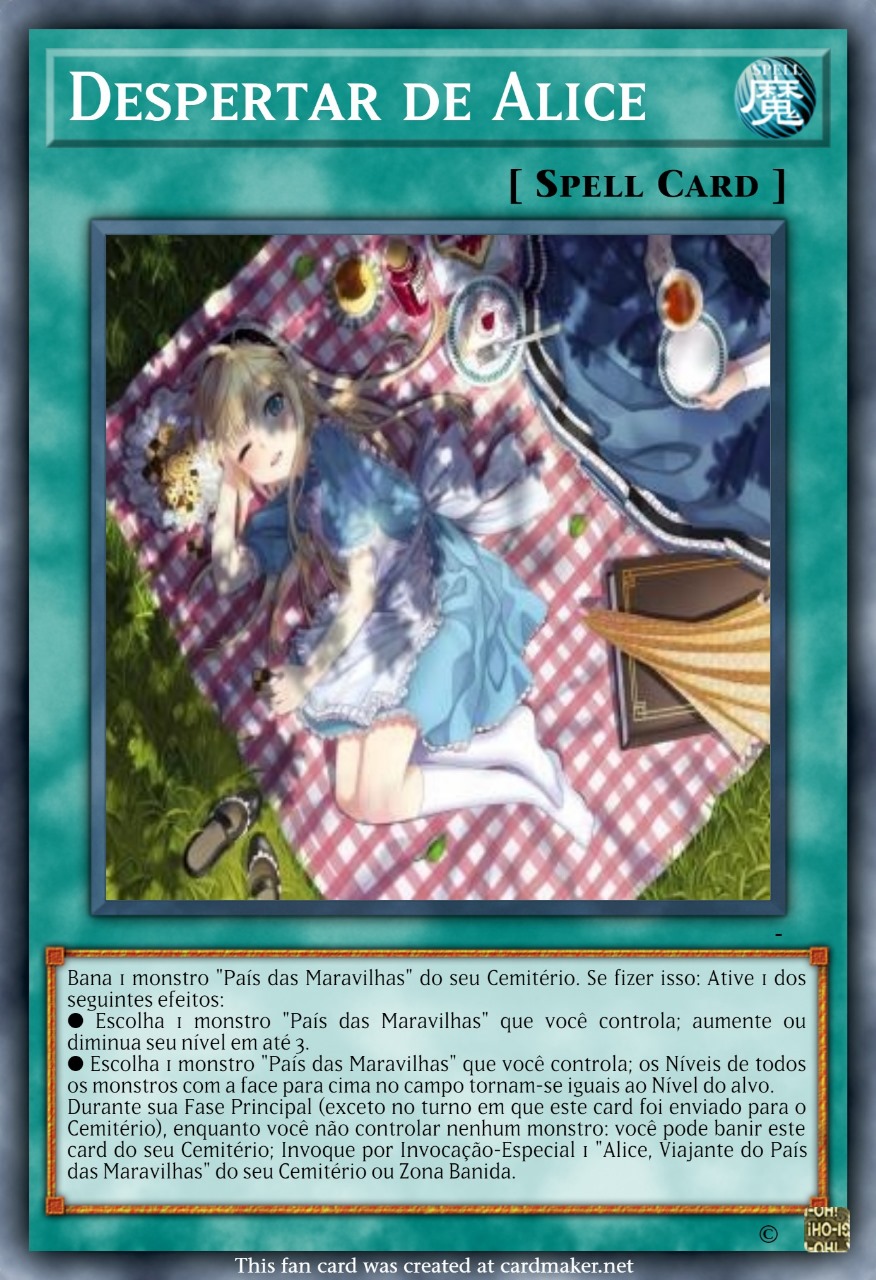 Despertar de Alice
SPELL
魔
[ Spell Card ]
-
Bana 1 monstro "País das Maravilhas" do seu Cemitério. Se fizer isso: Ative 1 dos
seguintes efeitos:
● Escolha 1 monstro "País das Maravilhas" que você controla; aumente ou
diminua seu nível em até 3.
● Escolha 1 monstro "País das Maravilhas" que você controla; os Níveis de todos
os monstros com a face para cima no campo tornam-se iguais ao Nível do alvo.
Durante sua Fase Principal (exceto no turno em que este card foi enviado para o
Cemitério), enquanto você não controlar nenhum monstro: você pode banir este
card do seu Cemitério; Invoque por Invocação-Especial 1 "Alice, Viajante do País
das Maravilhas" do seu Cemitério ou Zona Banida.
©
This fan card was created at cardmaker.net